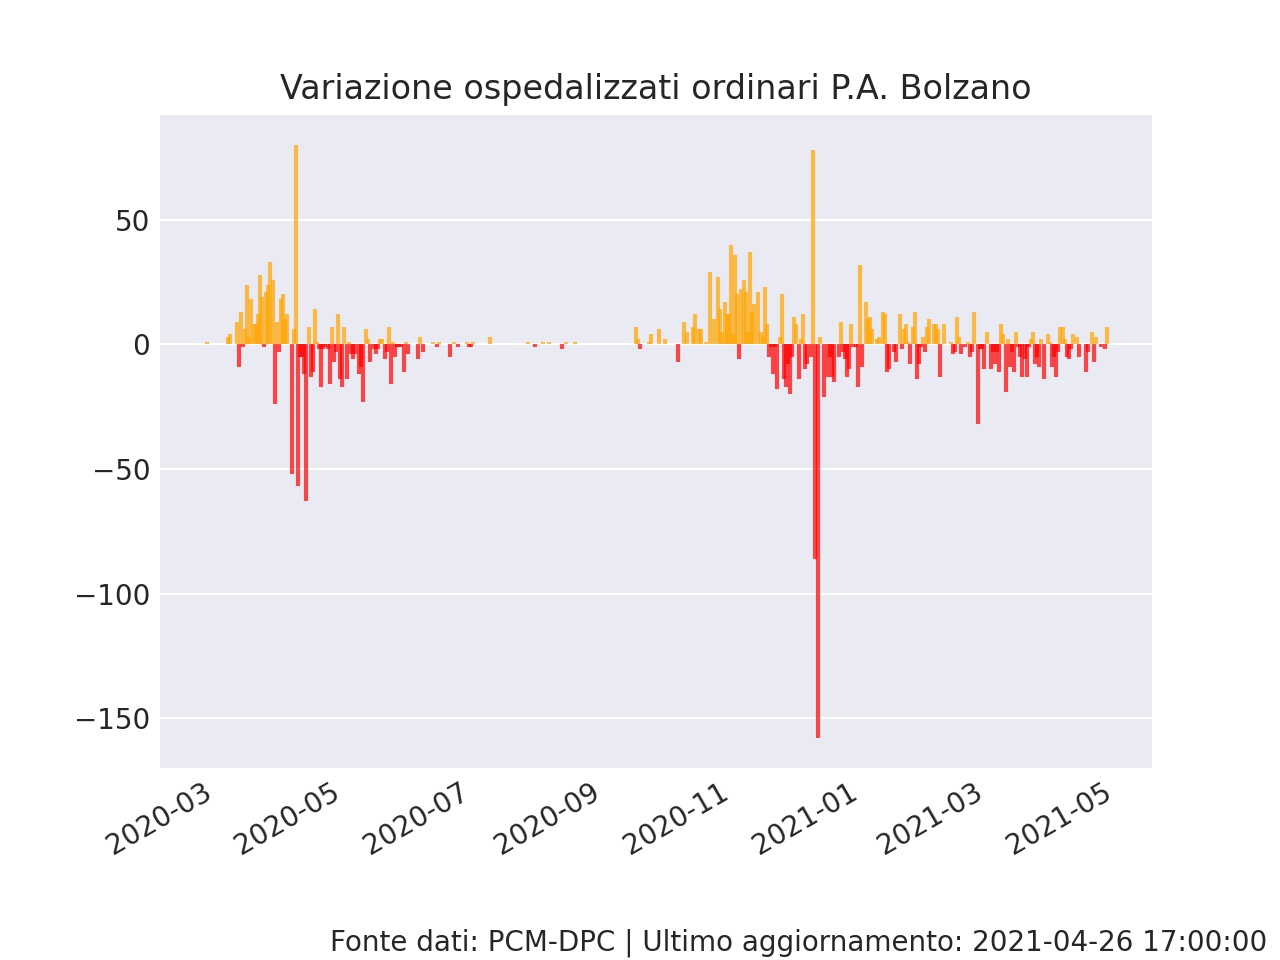 Variazione ospedalizzati ordinari P.A. Bolzano
50
0
−50
−100
−150
2020-03 2020-05 2020-07 2020-09 2020-11 2021-01 2021-03 2021-05
Fonte dati: PCM-DPC | Ultimo aggiornamento: 2021-04-26 17:00:00